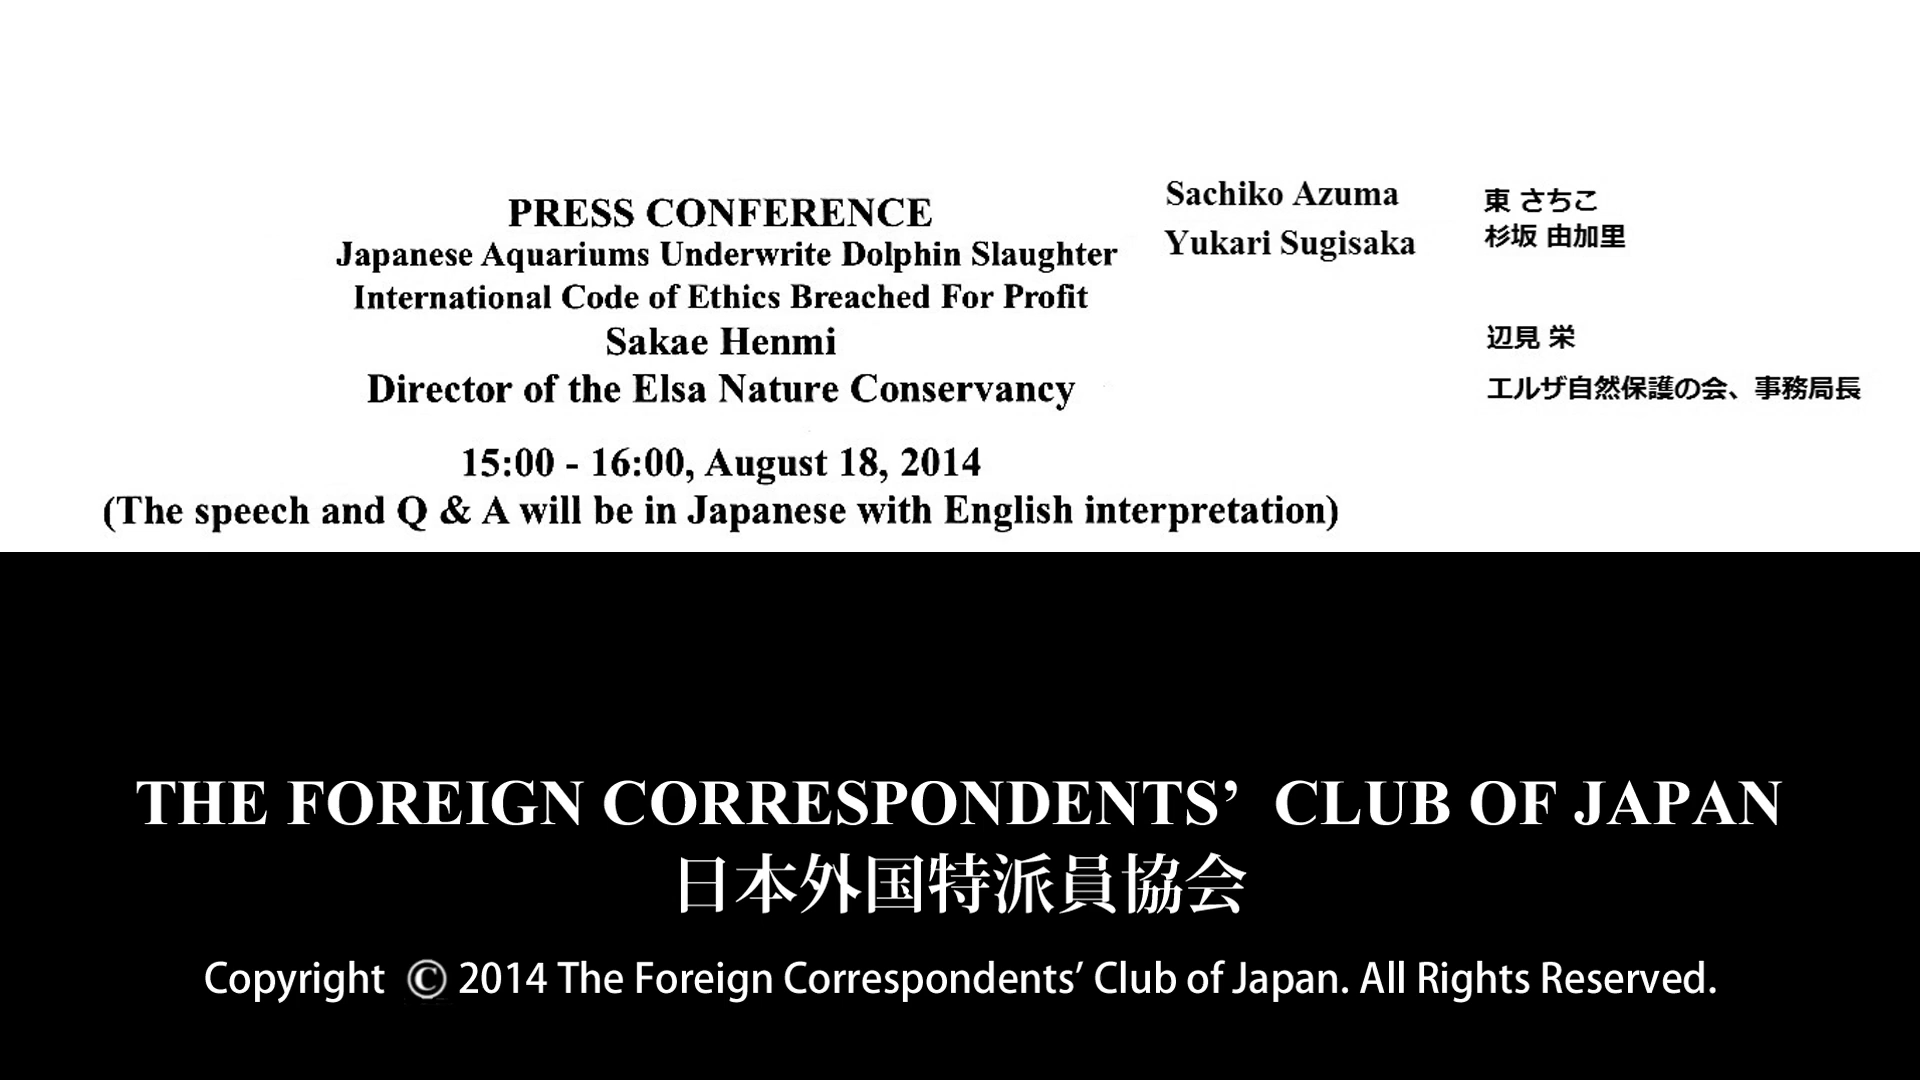 PRESS CONFERENCE
Japanese Aquariums Underwrite Dolphin Slaughter
International Code of Ethics Breached For Profit
Sakae Henmi
Director of the Elsa Nature Conservancy
15:00 - 16:00, August 18, 2014
(The speech and Q & A will be in Japanese with English interpretation)
Sachiko Azuma
Yukari Sugisaka
東 さちこ
杉坂 由加里
辺見 栄
エルザ自然保護の会、事務局長
THE FOREIGN CORRESPONDENTS’ CLUB OF JAPAN
日本外国特派員協会
Copyright © 2014 The Foreign Correspondents’ Club of Japan. All Rights Reserved.